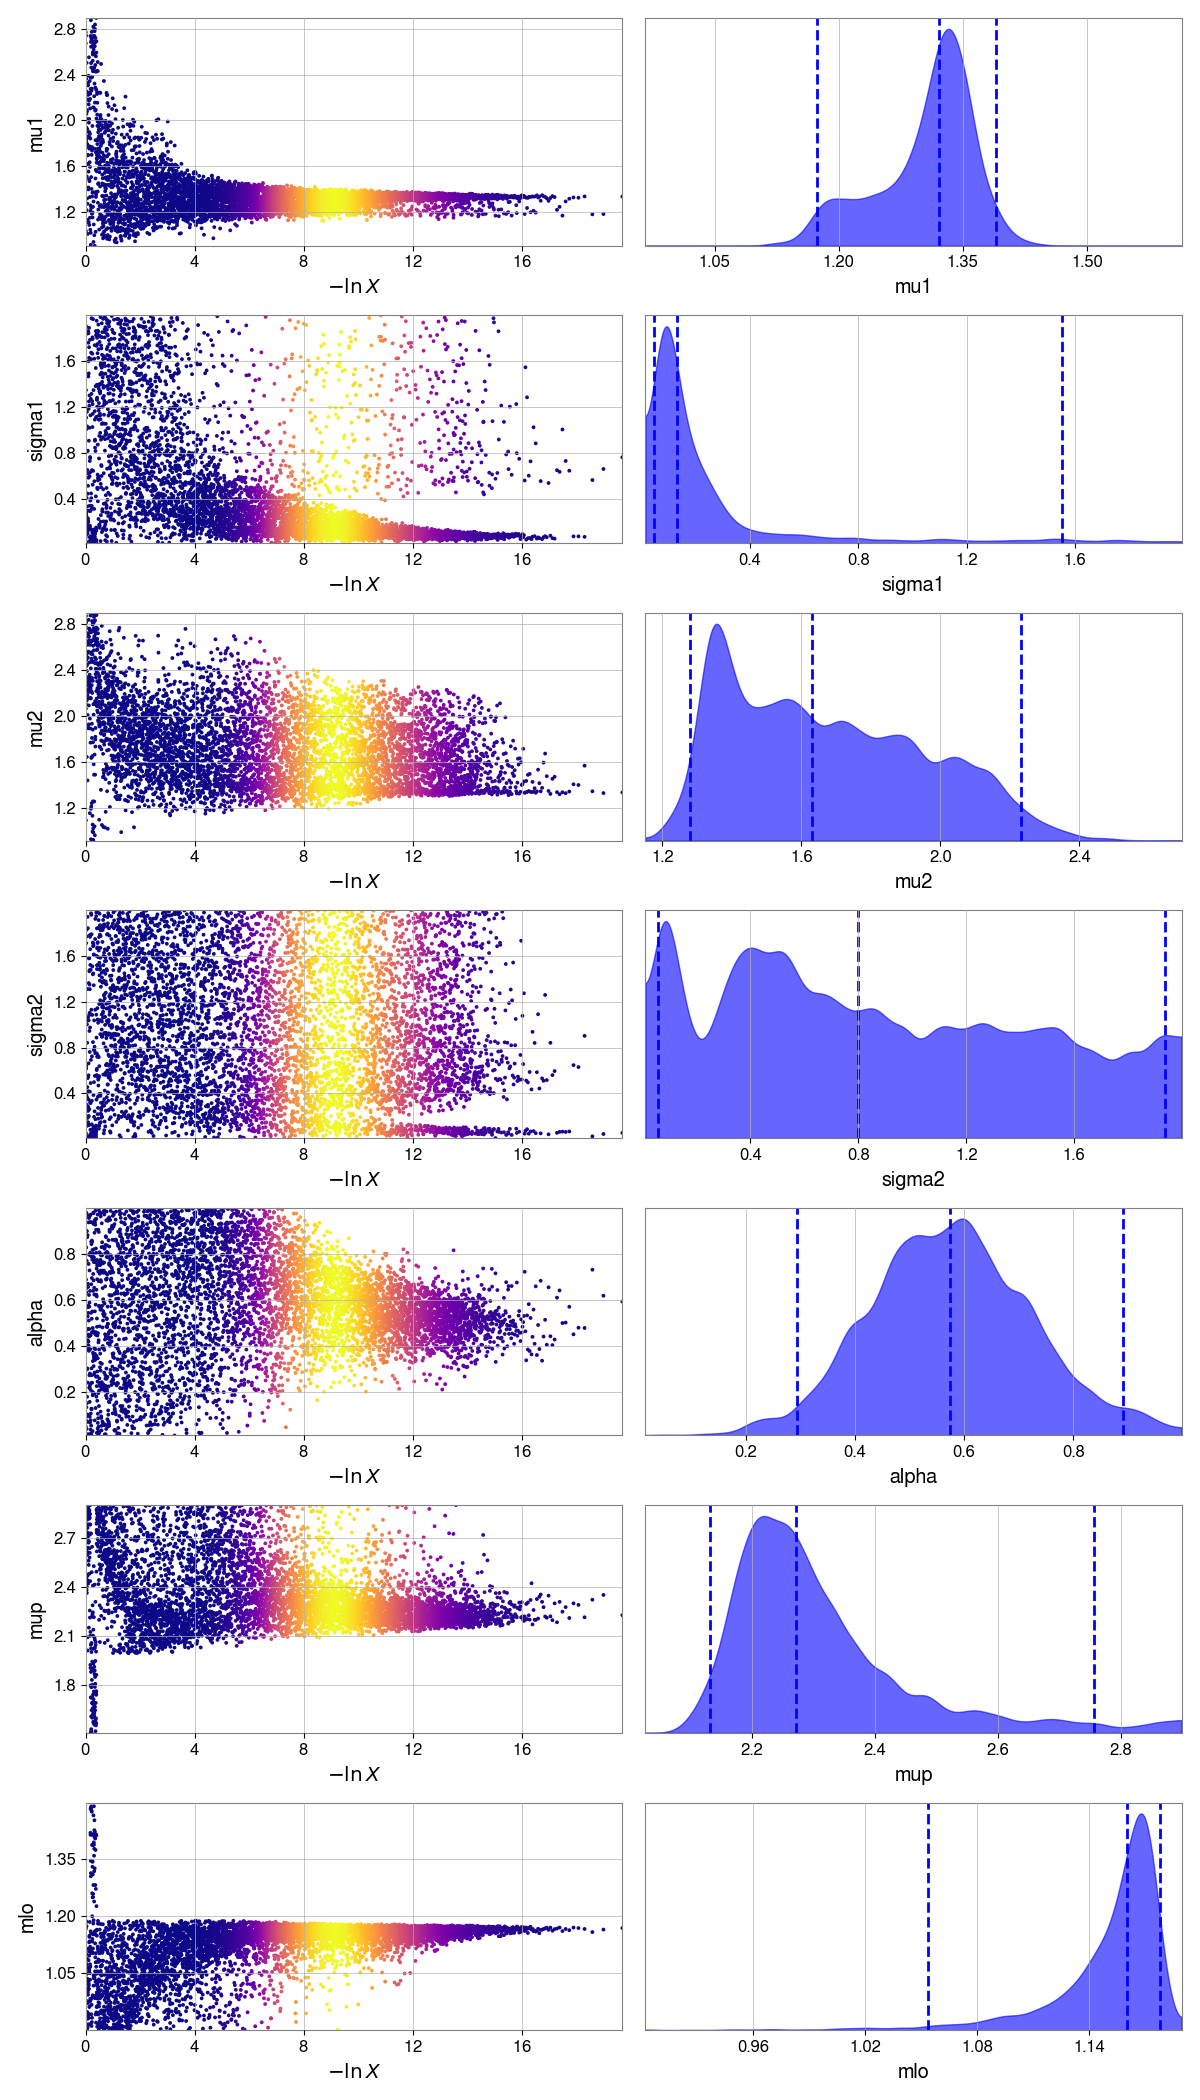 2.8
2.4
2.0
1.6
1.2
mu1
0 4 8 12 16
−ln X
1.05 1.20 1.35 1.50
mu1
1.6
1.2
0.8
0.4
sigma1
0 4 8 12 16
−ln X
0.4 0.8 1.2 1.6
sigma1
2.8
2.4
2.0
1.6
1.2
mu2
0 4 8 12 16
−ln X
1.2 1.6 2.0 2.4
mu2
1.6
1.2
0.8
0.4
sigma2
0 4 8 12 16
−ln X
0.4 0.8 1.2 1.6
sigma2
0.8
0.6
0.4
0.2
alpha
0 4 8 12 16
−ln X
0.2 0.4 0.6 0.8
alpha
2.7
2.4
2.1
1.8
mup
0 4 8 12 16
−ln X
2.2 2.4 2.6 2.8
mup
1.35
1.20
1.05
mlo
0 4 8 12 16
−ln X
0.96 1.02 1.08 1.14
mlo